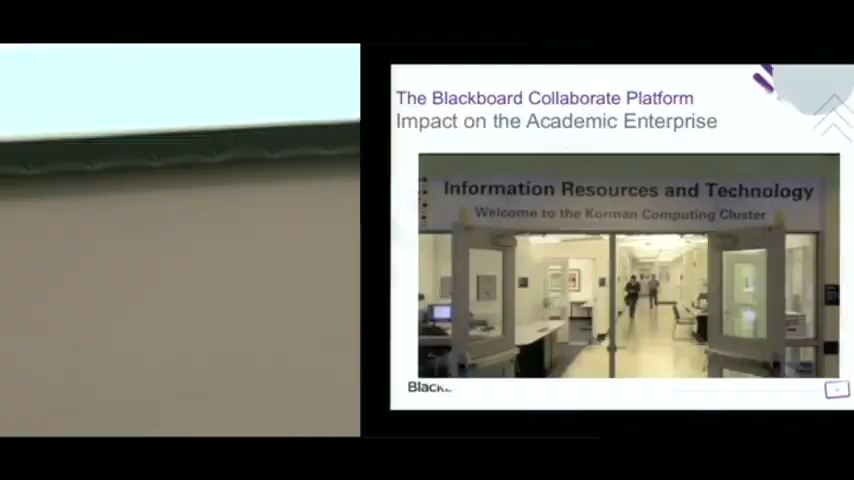 The Blackboard Collaborate Platform
Impact on the Academic Enterprise
Information Resources and Technology
Welcome to the Korman Computing Cluster